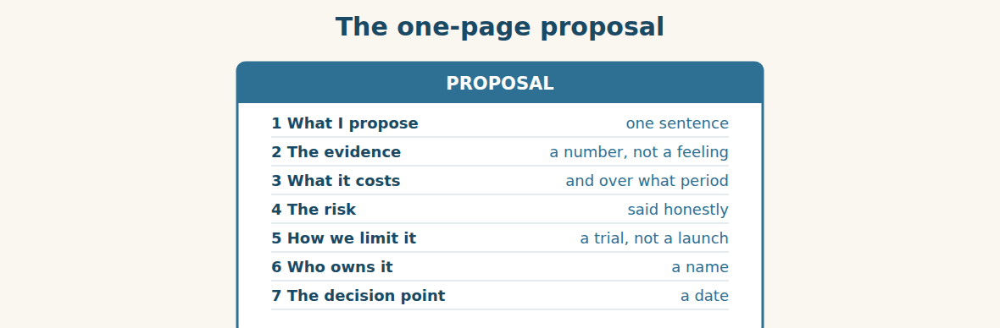 The one-page proposal
PROPOSAL
1 What I propose one sentence
2 The evidence a number, not a feeling
3 What it costs and over what period
4 The risk said honestly
5 How we limit it a trial, not a launch
6 Who owns it a name
7 The decision point a date